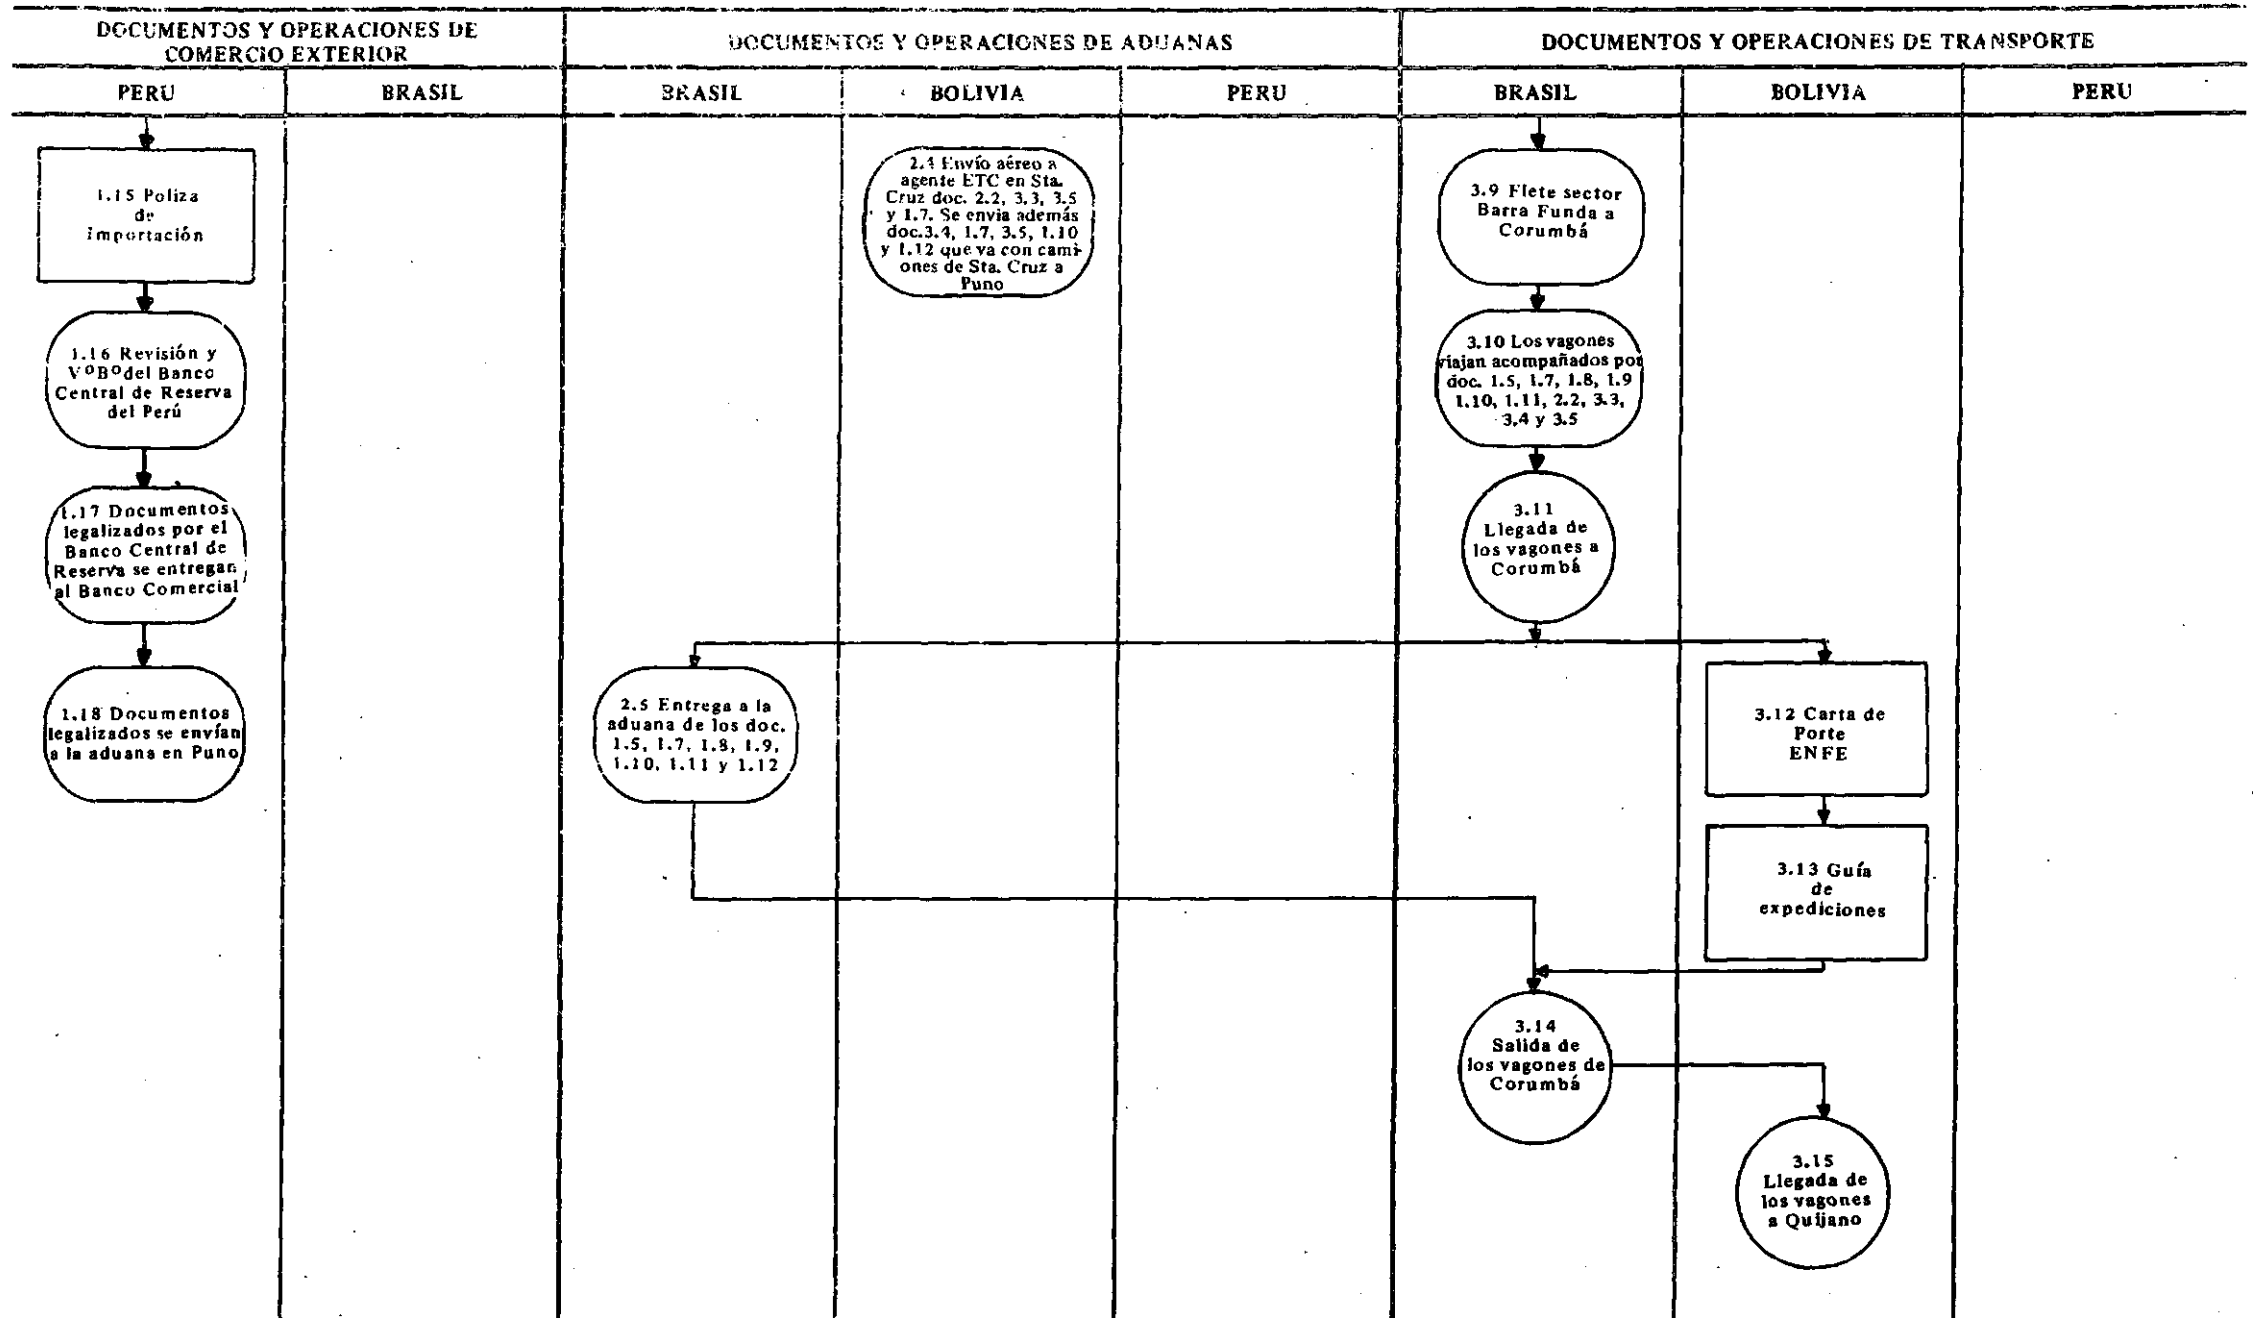 DOCUMENTOS Y OPERACIONES DE
COMERCIO EXTERIOR
DOCUMENTOS Y OPERACIONES DE ADUANAS
DOCUMENTOS Y OPERACIONES DE TRANSPORTE
PERU
BRASIL
BRASIL
BOLIVIA
PERU
BRASIL
BOLIVIA
PERU
1.15 Poliza
de
Importación
1.16 Revisión y
VºBº del Banco
Central de Reserva
del Perú
1.17 Documentos
legalizados por el
Banco Central de
Reserva se entregan
al Banco Comercial
1.18 Documentos
legalizados se envían
a la aduana en Puno
2.5 Entrega a la
aduana de los doc.
1.5, 1.7, 1.8, 1.9,
1.10, 1.11 y 1.12
2.4 Envío aéreo a
agente ETC en Sta.
Cruz doc. 2.2, 3.3, 3.5
y 1.7. Se envia además
doc.3.4, 1.7, 3.5, 1.10
y 1.12 que va con cami-
ones de Sta. Cruz a
Puno
3.9 Flete sector
Barra Funda a
Corumbá
3.10 Los vagones
viajan acompañados por
doc. 1.5, 1.7, 1.8, 1.9
1.10, 1.11, 2.2, 3.3,
3.4 y 3.5
3.11
Llegada de
los vagones a
Corumbá
3.12 Carta de
Porte
ENFE
3.13 Guía
de
expediciones
3.14
Salida de
los vagones de
Corumbá
3.15
Llegada de
los vagones
a Quijano